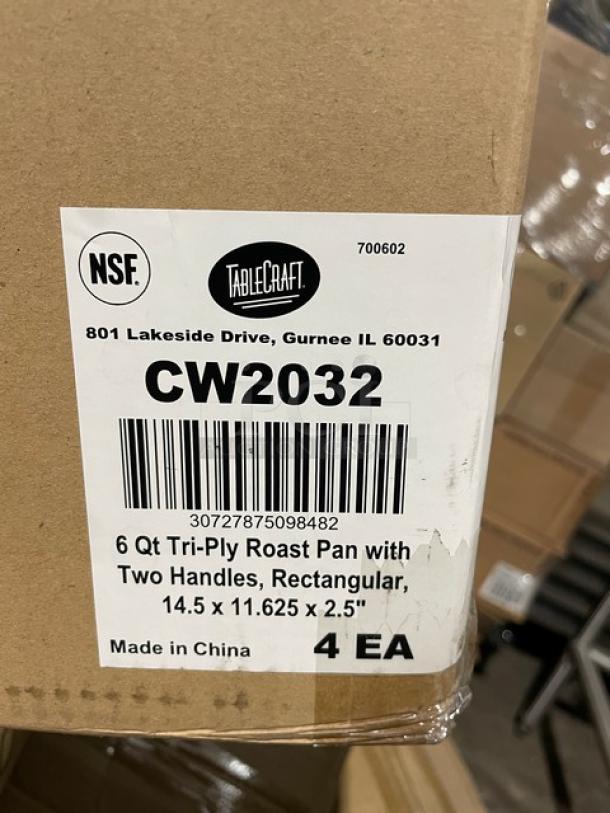 NSF®
TABLECRAFT®
700602
801 Lakeside Drive, Gurnee IL 60031
CW2032
30727875098482
6 Qt Tri-Ply Roast Pan with
Two Handles, Rectangular,
14.5 x 11.625 x 2.5"
Made in China
4 EA